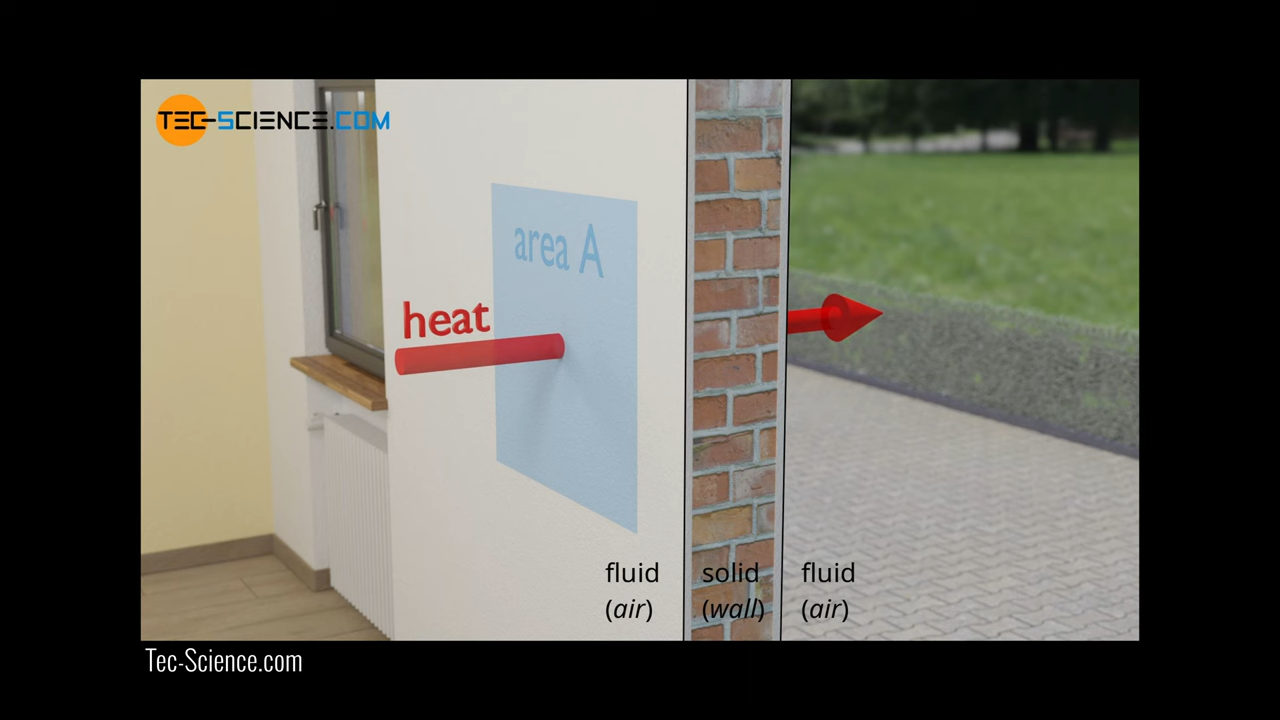 TEC-SCIENCE.COM
area A
heat
fluid
(air)
solid
(wall)
fluid
(air)
Tec-Science.com